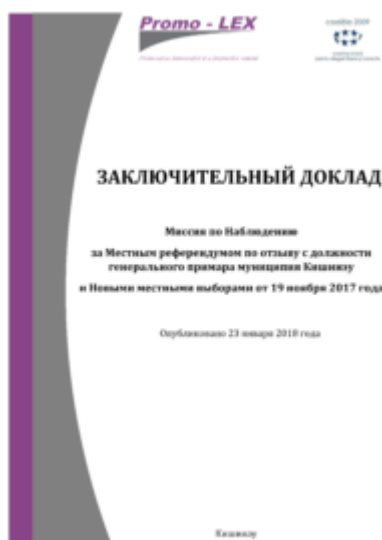 Promo - LEX
ЗАКЛЮЧИТЕЛЬНЫЙ ДОКЛАД
Миссия по Наблюдению
за Местным референдумом по отзыву с должности
генерального примара муниципия Кишинэу
и Новыми местными выборами от 19 ноября 2017 года
Опубликовано 23 января 2018 года
Кишинэу